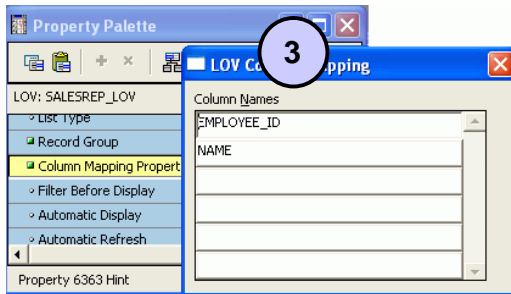 Property Palette
LOV: SALESREP_LOV
List Type
Record Group
Column Mapping Propert
Filter Before Display
Automatic Display
Automatic Refresh
Property 6363 Hint
3
LOV Co pping
Column Names
EMPLOYEE_ID
NAME